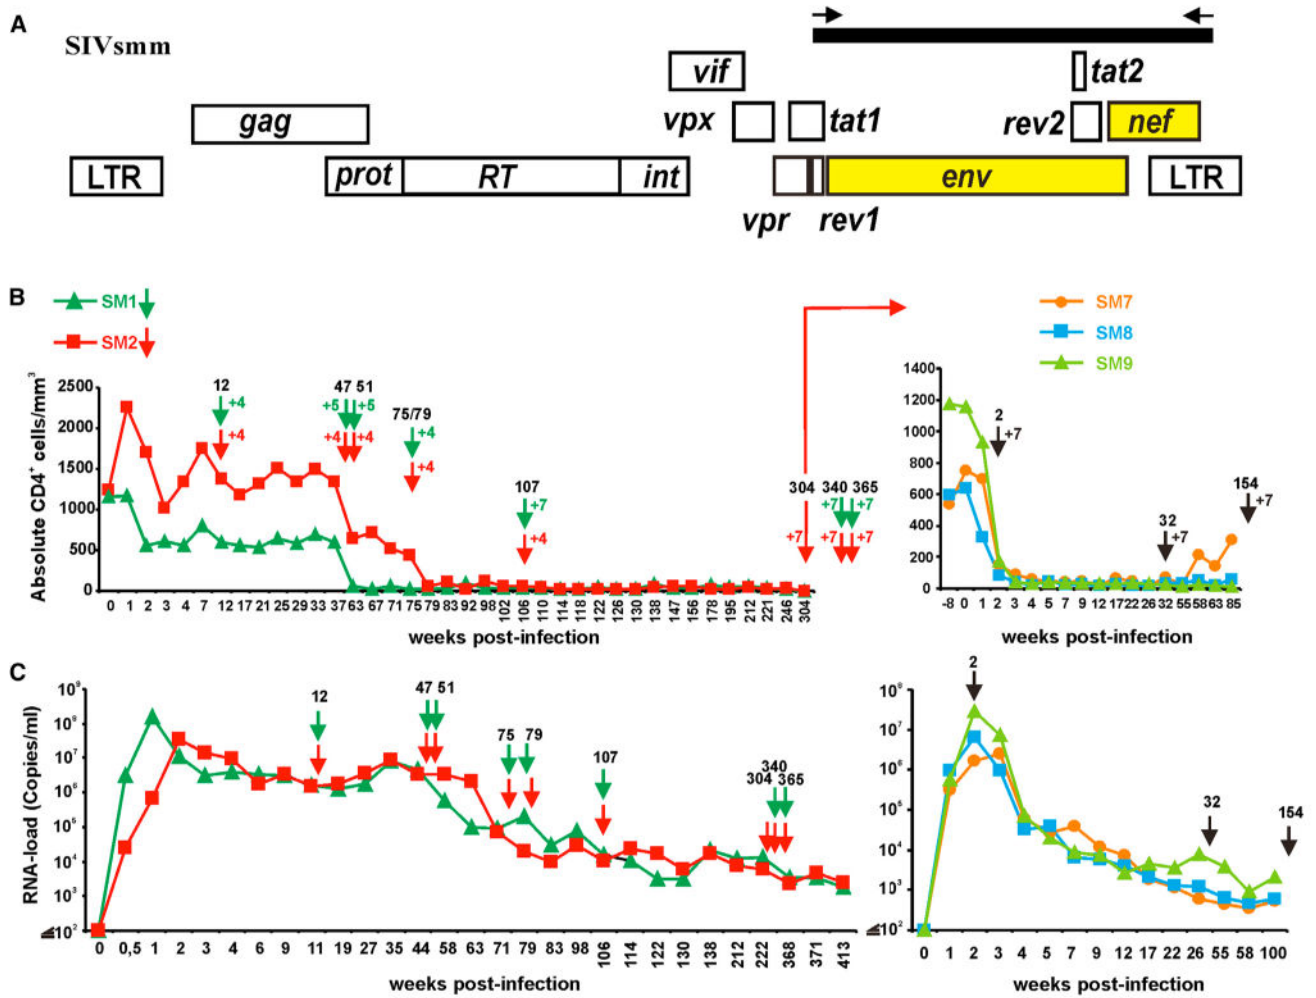 A
SIVsmm
vif
tat2
gag
vpx
tat1
rev2
nef
LTR
prot
RT
int
env
LTR
vpr
rev1
B
SM1
SM2
SM7
SM8
SM9
Absolute CD4+ cells/mm3
2500
2000
1500
1000
500
0
12
+4
+4
47 51
+5 +5
+4 +4
75/79
+4
+4
107
+7
+4
304
+7
340 365
+7 +7
+7 +7
0 1 2 3 4 7 12 17 21 25 29 33 37 63 67 71 75 79 83 92 98 102 106 110 114 118 122 126 130 138 147 156 178 195 212 221 246 304
weeks post-infection
1400
1200
1000
800
600
400
200
0
2
+7
32
+7
154
+7
-8 0 1 2 3 4 5 7 9 12 17 22 26 32 55 58 63 85
weeks post-infection
C
RNA-load (Copies/ml)
109
108
107
106
105
104
103
≤102
12
47 51
75 79
107
340
304 365
0 0,5 1 2 3 4 6 9 11 19 27 35 44 58 63 71 79 83 98 106 114 122 130 138 212 222 368 371 413
weeks post-infection
108
107
106
105
104
103
≤102
2
32
154
0 1 2 3 4 5 7 9 12 17 22 26 55 58 100
weeks post-infection